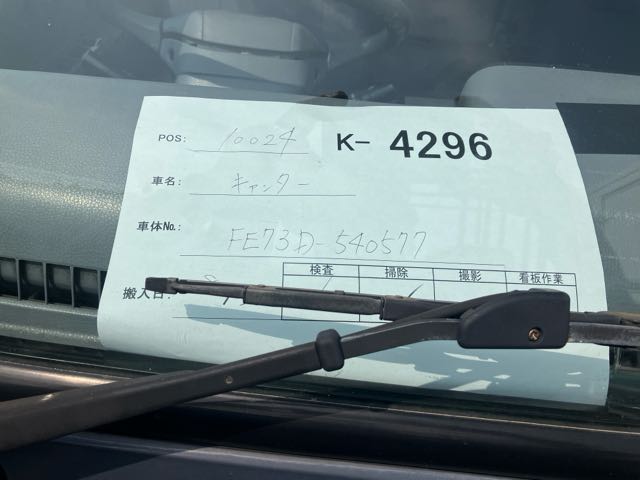 POS: 10024 K- 4296
車名: キャンター
車体No.: FE73D-540577
検査 掃除 撮影 看板作業
搬入日: